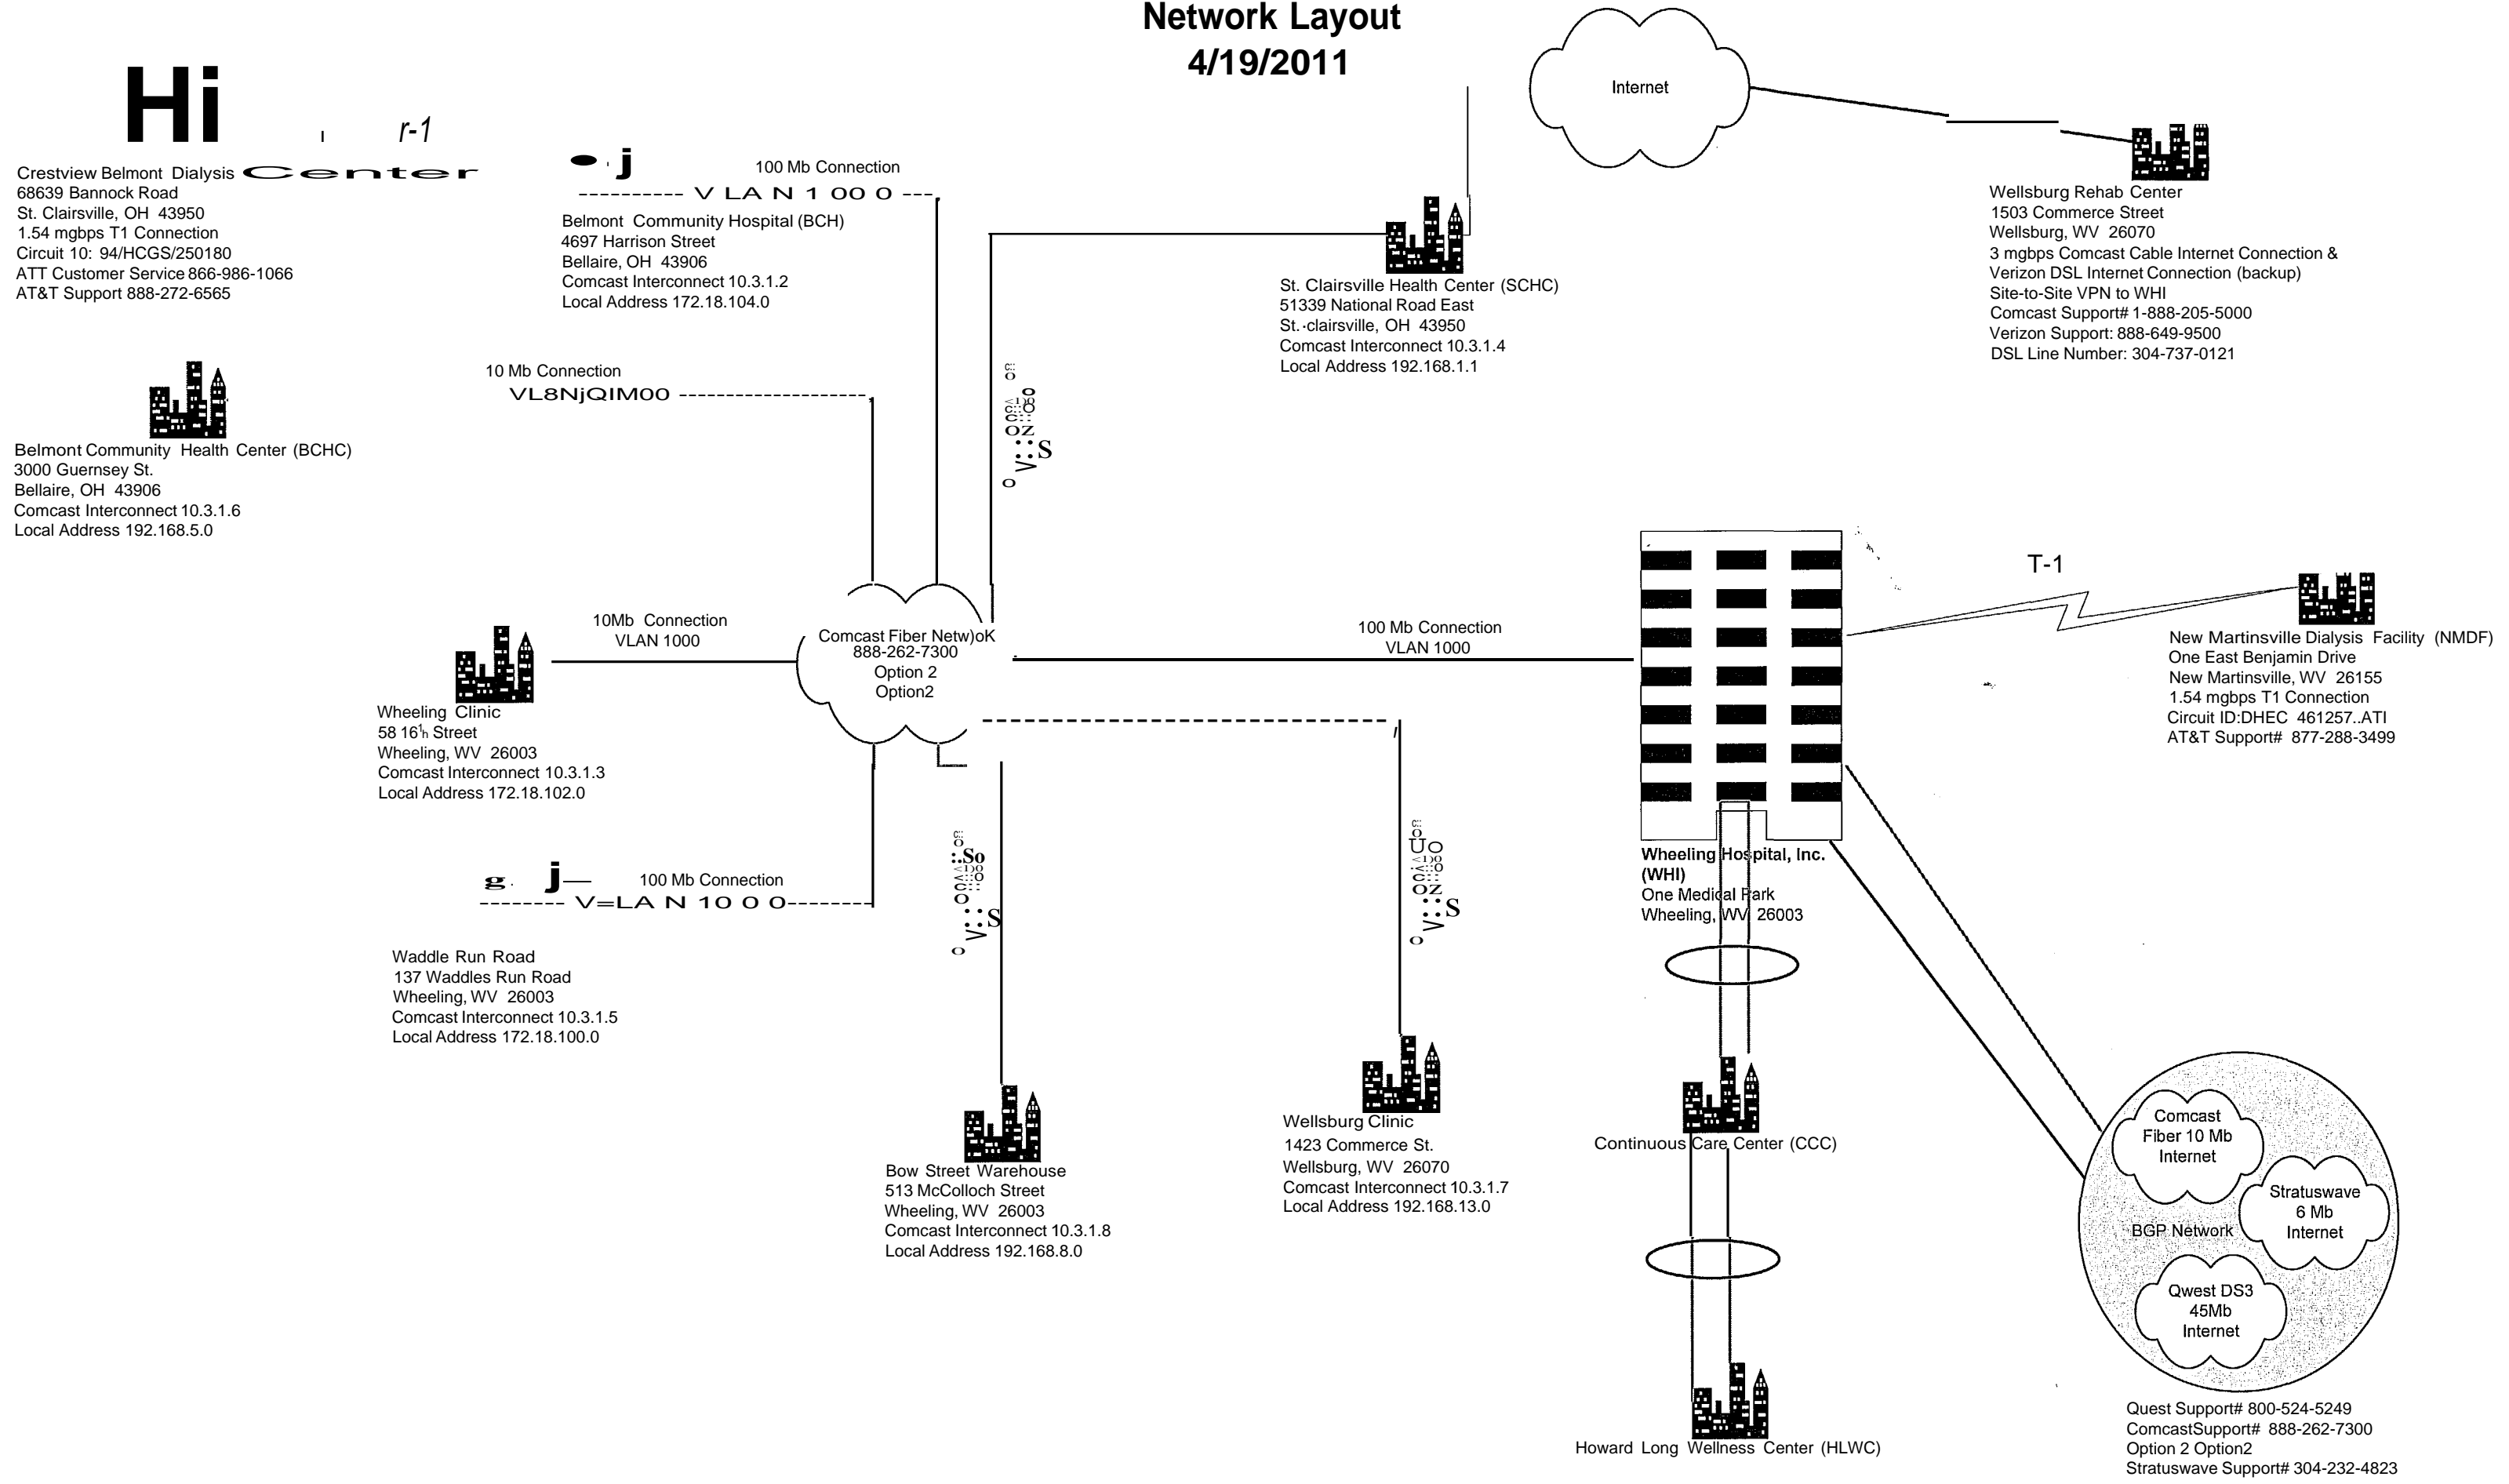 Network Layout
4/19/2011
Internet
Hi
r-1
Crestview Belmont Dialysis Center
68639 Bannock Road
St. Clairsville, OH 43950
1.54 mgbps T1 Connection
Circuit 10: 94/HCGS/250180
ATT Customer Service 866-986-1066
AT&T Support 888-272-6565
100 Mb Connection
VLAN 1000
Belmont Community Hospital (BCH)
4697 Harrison Street
Bellaire, OH 43906
Comcast Interconnect 10.3.1.2
Local Address 172.18.104.0
St. Clairsville Health Center (SCHC)
51339 National Road East
St. clairsville, OH 43950
Comcast Interconnect 10.3.1.4
Local Address 192.168.1.1
Wellsburg Rehab Center
1503 Commerce Street
Wellsburg, WV 26070
3 mgbps Comcast Cable Internet Connection &
Verizon DSL Internet Connection (backup)
Site-to-Site VPN to WHI
Comcast Support# 1-888-205-5000
Verizon Support: 888-649-9500
DSL Line Number: 304-737-0121
10 Mb Connection
VL8NjQIM00
Belmont Community Health Center (BCHC)
3000 Guernsey St.
Bellaire, OH 43906
Comcast Interconnect 10.3.1.6
Local Address 192.168.5.0
10Mb Connection
VLAN 1000
Comcast Fiber Netw)oK
888-262-7300
Option 2
Option2
100 Mb Connection
VLAN 1000
T-1
New Martinsville Dialysis Facility (NMDF)
One East Benjamin Drive
New Martinsville, WV 26155
1.54 mgbps T1 Connection
Circuit ID:DHEC 461257..ATI
AT&T Support# 877-288-3499
Wheeling Clinic
58 16th Street
Wheeling, WV 26003
Comcast Interconnect 10.3.1.3
Local Address 172.18.102.0
100 Mb Connection
V=LAN 1000
Waddle Run Road
137 Waddles Run Road
Wheeling, WV 26003
Comcast Interconnect 10.3.1.5
Local Address 172.18.100.0
Wheeling Hospital, Inc.
(WHI)
One Medical Park
Wheeling, WV 26003
Bow Street Warehouse
513 McColloch Street
Wheeling, WV 26003
Comcast Interconnect 10.3.1.8
Local Address 192.168.8.0
Wellsburg Clinic
1423 Commerce St.
Wellsburg, WV 26070
Comcast Interconnect 10.3.1.7
Local Address 192.168.13.0
Continuous Care Center (CCC)
Howard Long Wellness Center (HLWC)
Comcast
Fiber 10 Mb
Internet
Stratuswave
6 Mb
Internet
BGP Network
Qwest DS3
45Mb
Internet
Quest Support# 800-524-5249
ComcastSupport# 888-262-7300
Option 2 Option2
Stratuswave Support# 304-232-4823